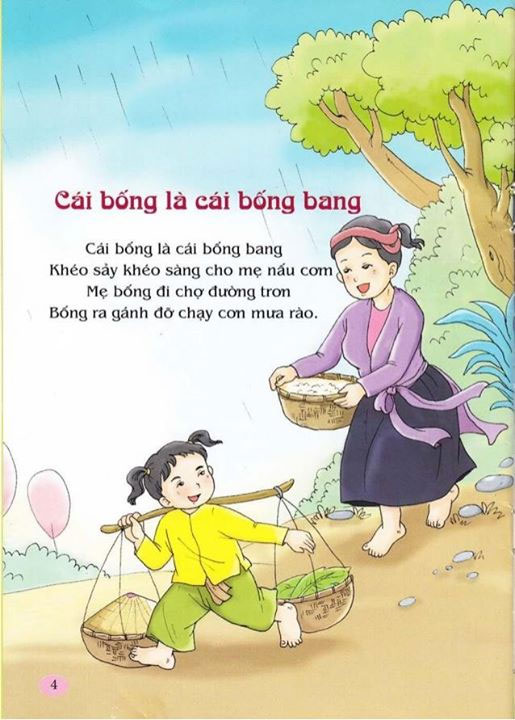 Cái bống là cái bống bang
Cái bống là cái bống bang
Khéo sảy khéo sàng cho mẹ nấu cơm
Mẹ bống đi chợ đường trơn
Bống ra gánh đỡ chạy cơn mưa rào.
4